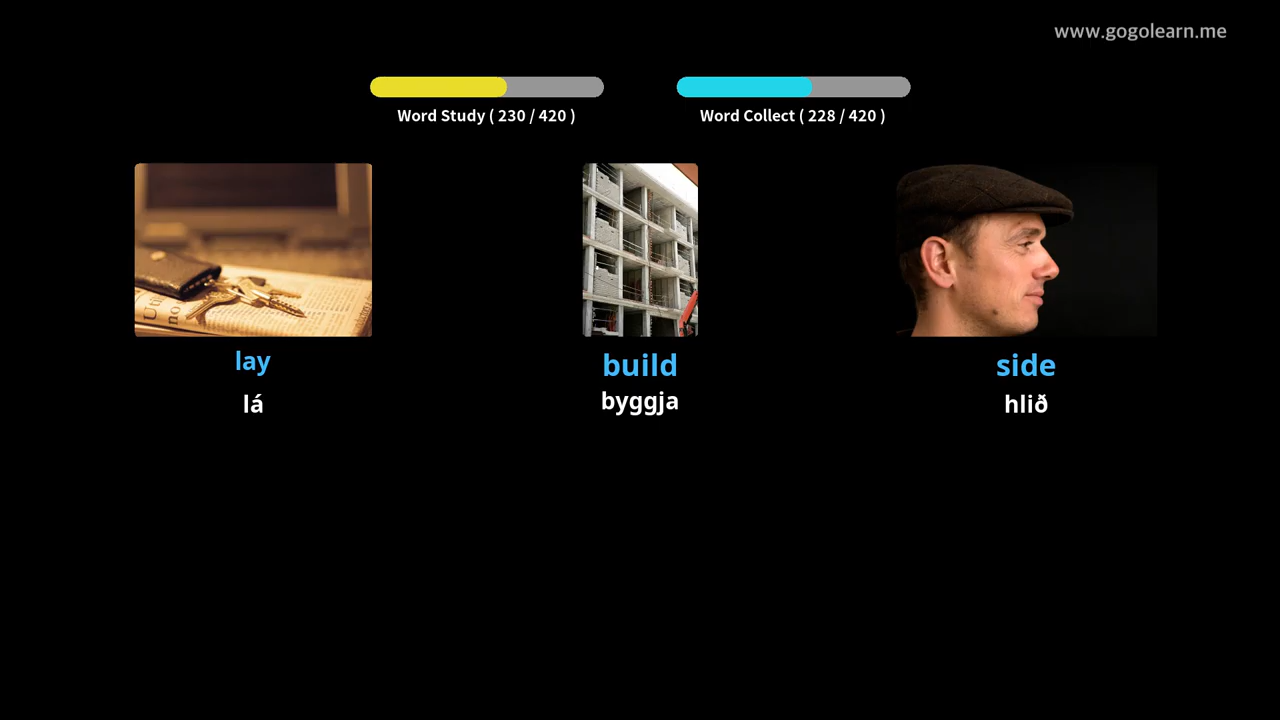 www.gogolearn.me
Word Study ( 230 / 420 )
Word Collect ( 228 / 420 )
lay
lá
build
byggja
side
hlið